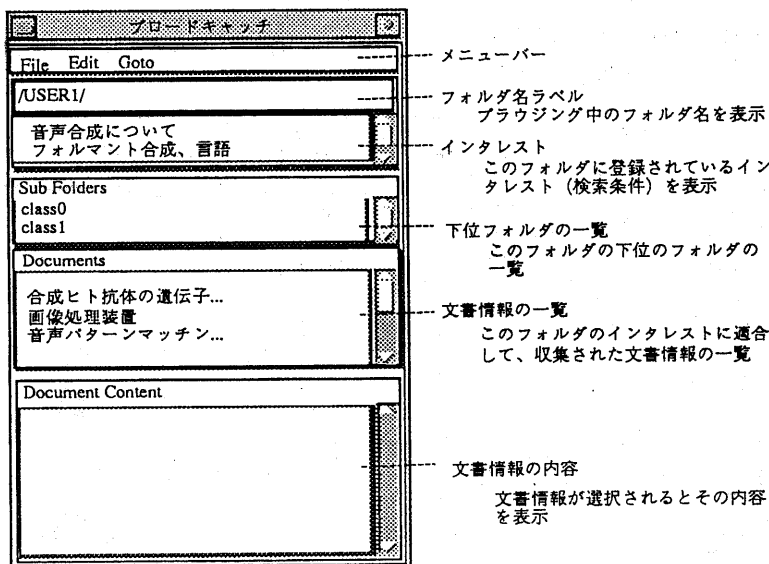 ブロードキャッチ
File Edit Goto
メニューバー
/USER1/
フォルダ名ラベル
ブラウジング中のフォルダ名を表示
音声合成について
フォルマント合成、言語
インタレスト
このフォルダに登録されているイン
タレスト（検索条件）を表示
Sub Folders
class0
class1
下位フォルダの一覧
このフォルダの下位のフォルダの
一覧
Documents
合成ヒト抗体の遺伝子...
画像処理装置
音声パターンマッチン...
文書情報の一覧
このフォルダのインタレストに適合
して、収集された文書情報の一覧
Document Content
文書情報の内容
文書情報が選択されるとその内容
を表示